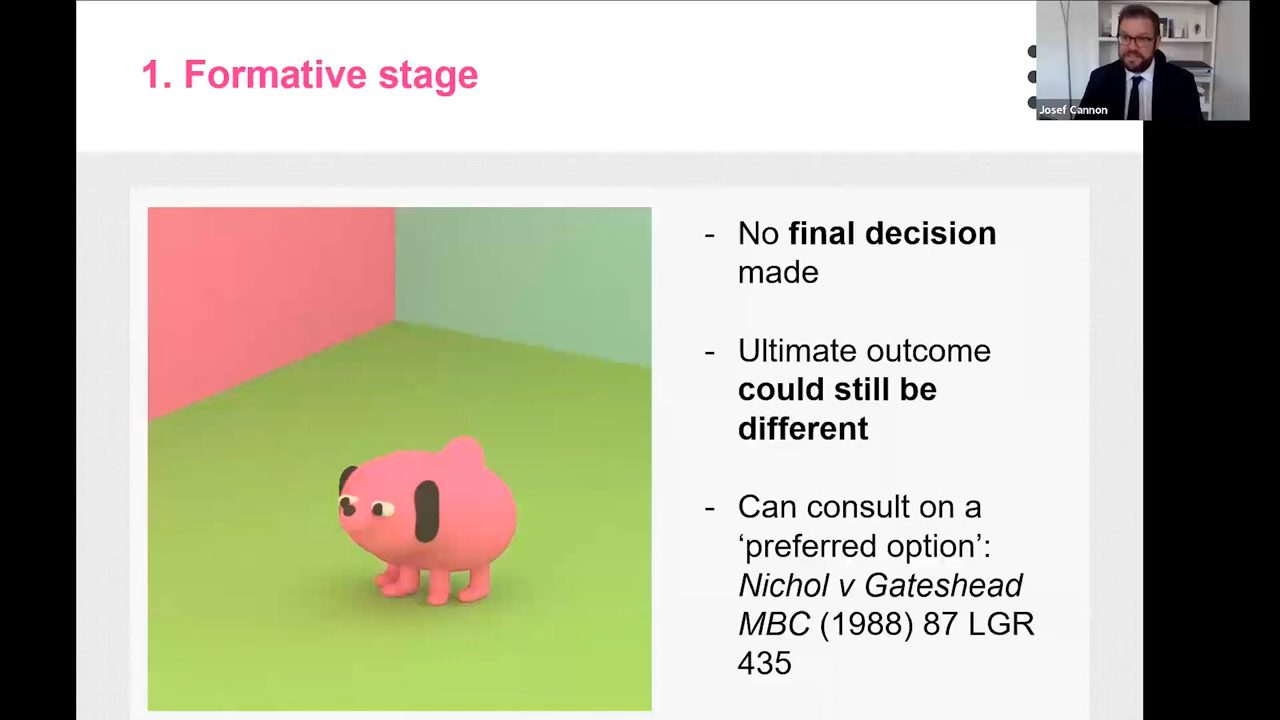 1. Formative stage
Josef Cannon
- No final decision
made
- Ultimate outcome
could still be
different
- Can consult on a
‘preferred option’:
Nichol v Gateshead
MBC (1988) 87 LGR
435